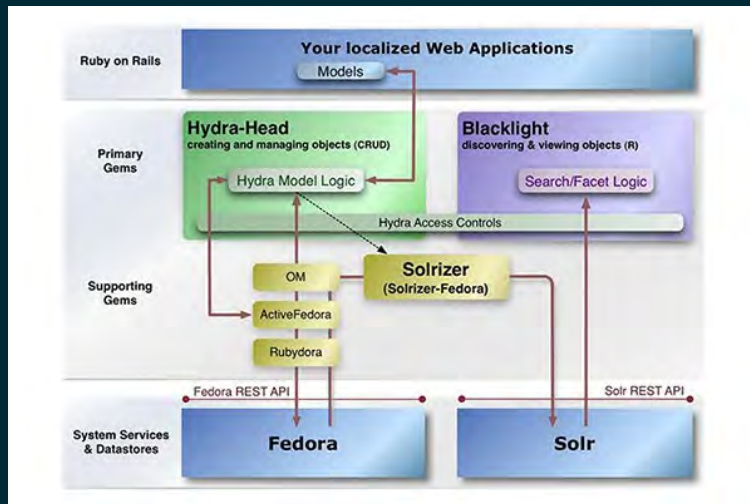 Ruby on Rails
Your localized Web Applications
Models
Primary
Gems
Hydra-Head
creating and managing objects (CRUD)
Hydra Model Logic
Blacklight
discovering & viewing objects (R)
Search/Facet Logic
Hydra Access Controls
Supporting
Gems
OM
Solrizer
(Solrizer-Fedora)
ActiveFedora
Rubydora
Fedora REST API
Solr REST API
System Services
& Datastores
Fedora
Solr